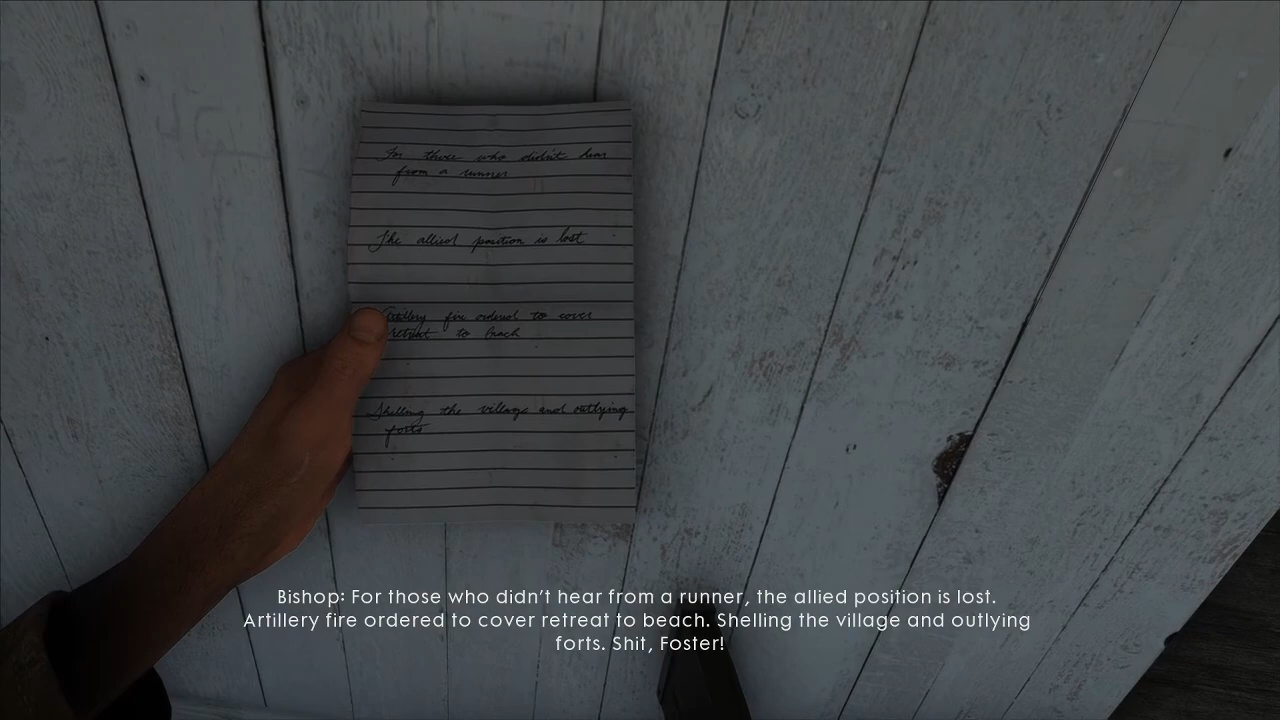 For those who didn't hear
from a runner
The allied position is lost
Artillery fire ordered to cover
retreat to beach
Shelling the village and outlying
forts
Bishop: For those who didn't hear from a runner, the allied position is lost.
Artillery fire ordered to cover retreat to beach. Shelling the village and outlying
forts. Shit, Foster!